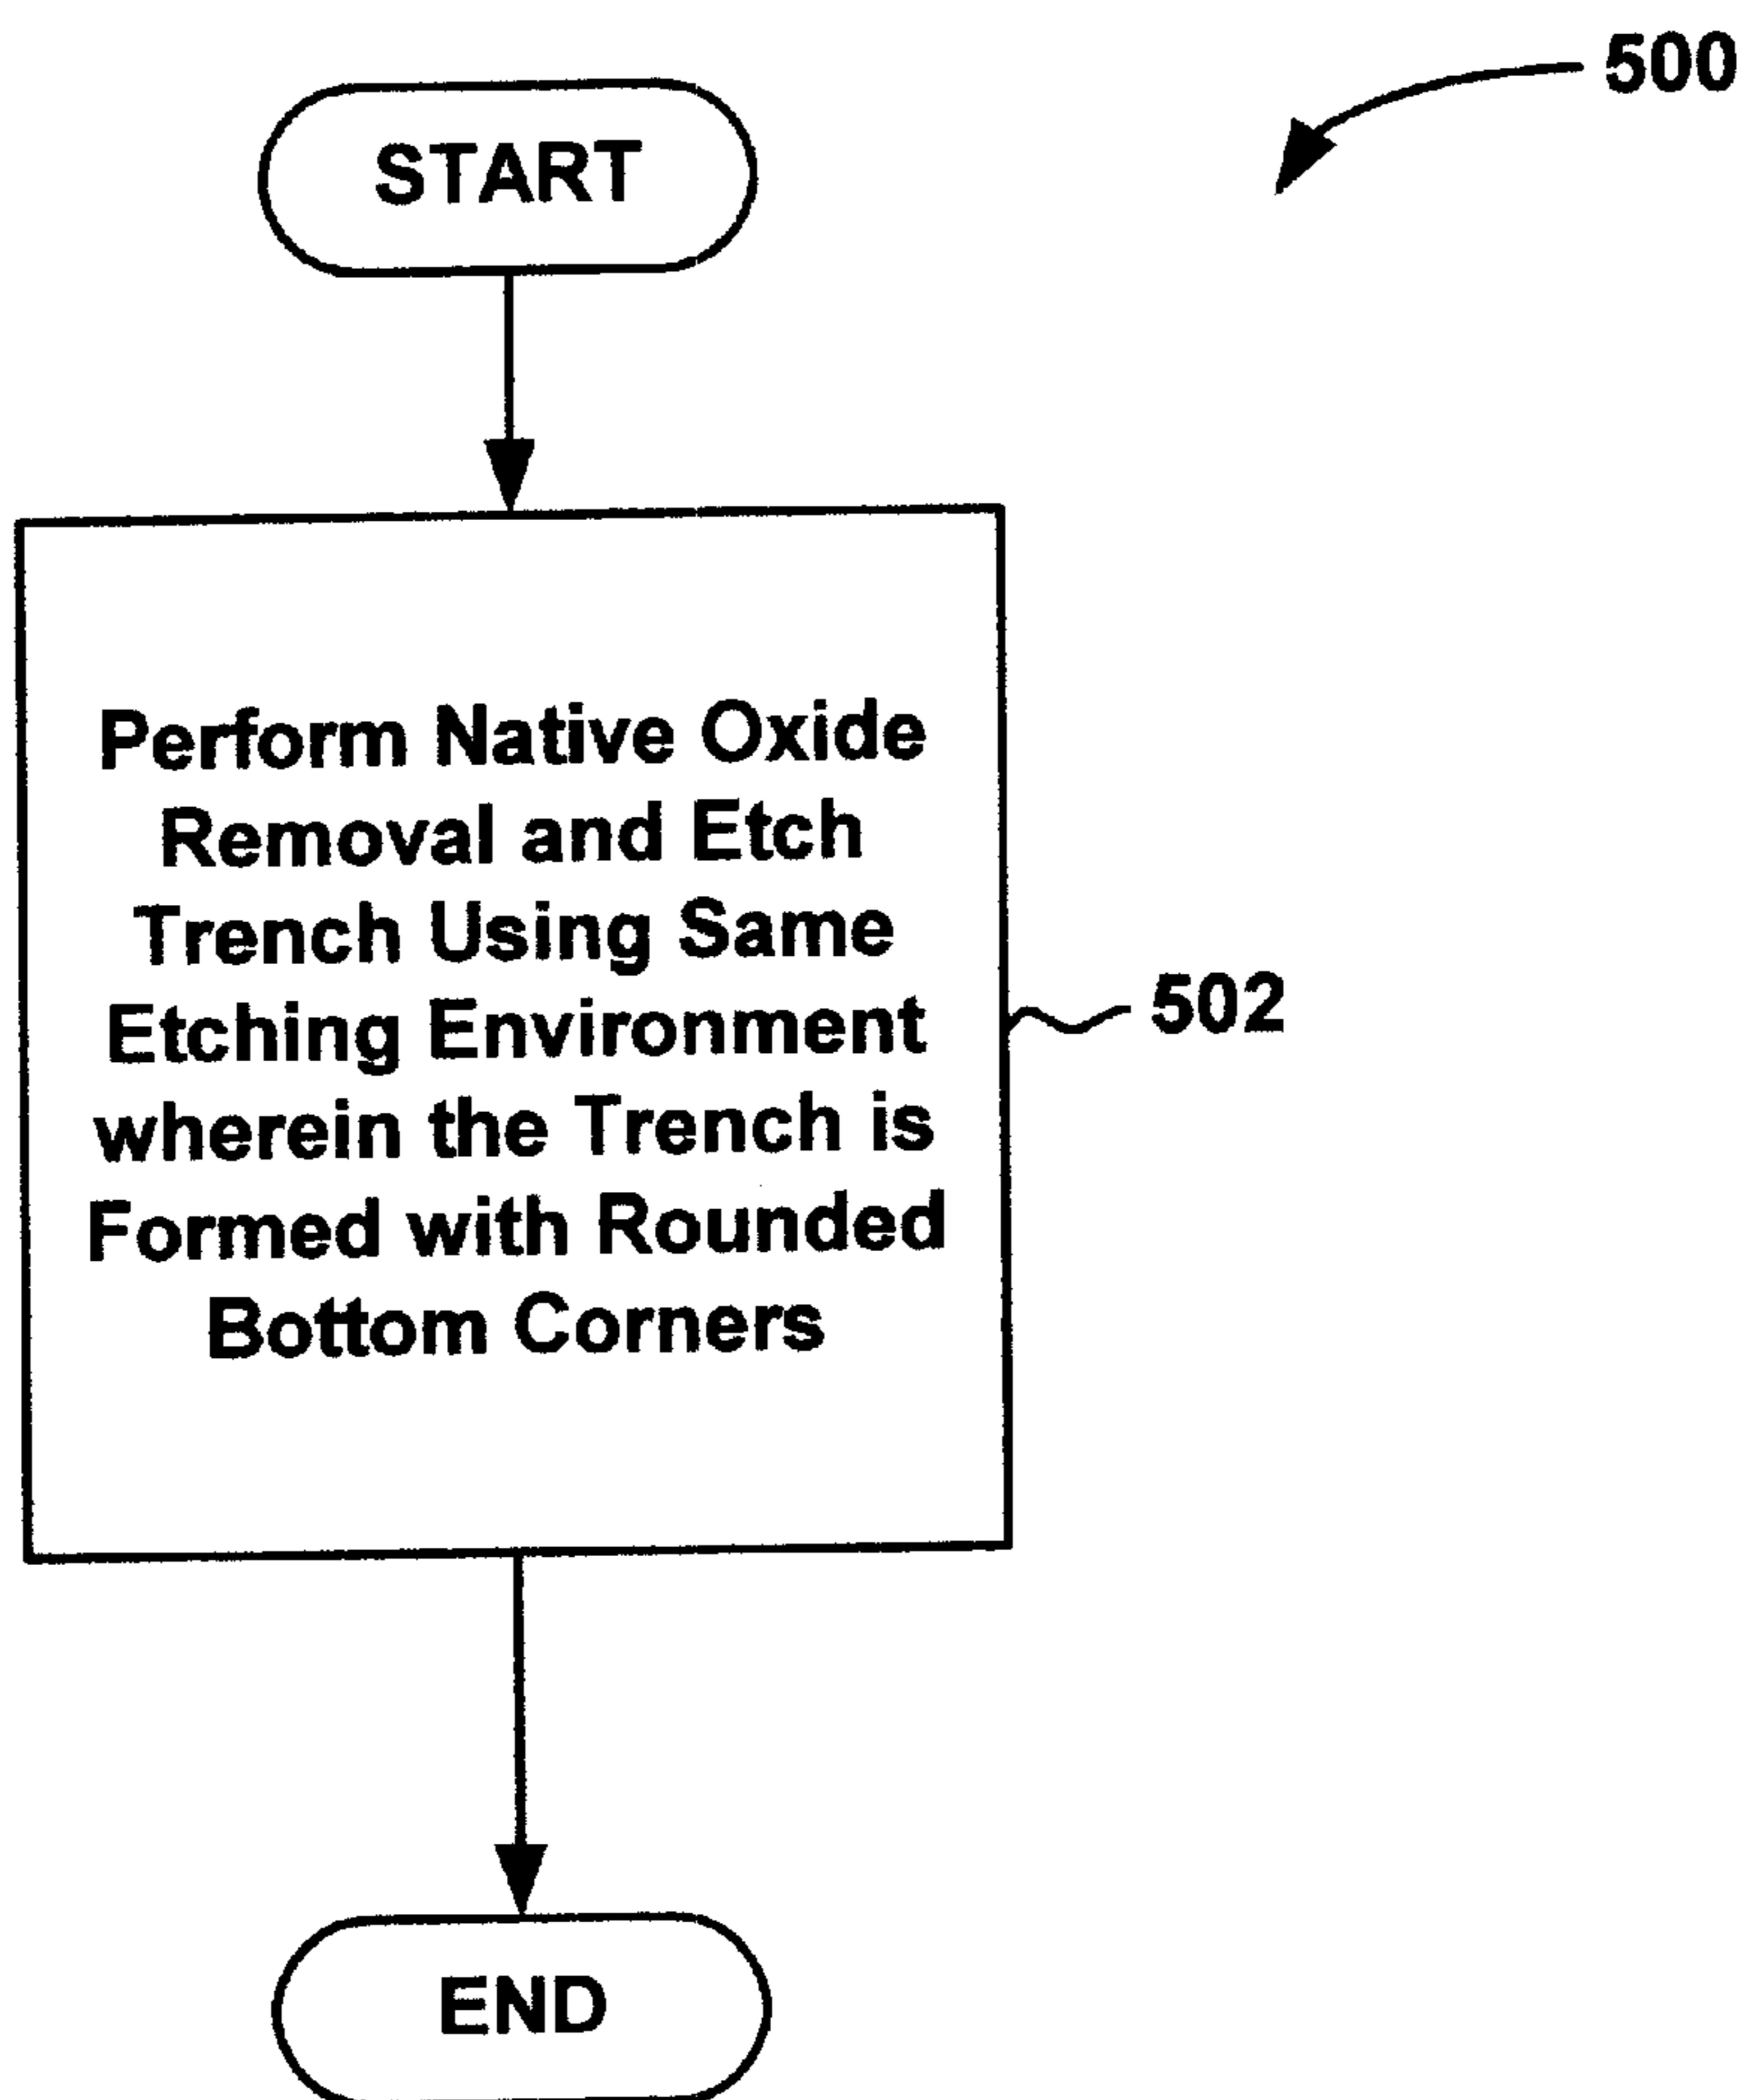 500
START
Perform Native Oxide
Removal and Etch
Trench Using Same
Etching Environment
wherein the Trench is
Formed with Rounded
Bottom Corners
502
END